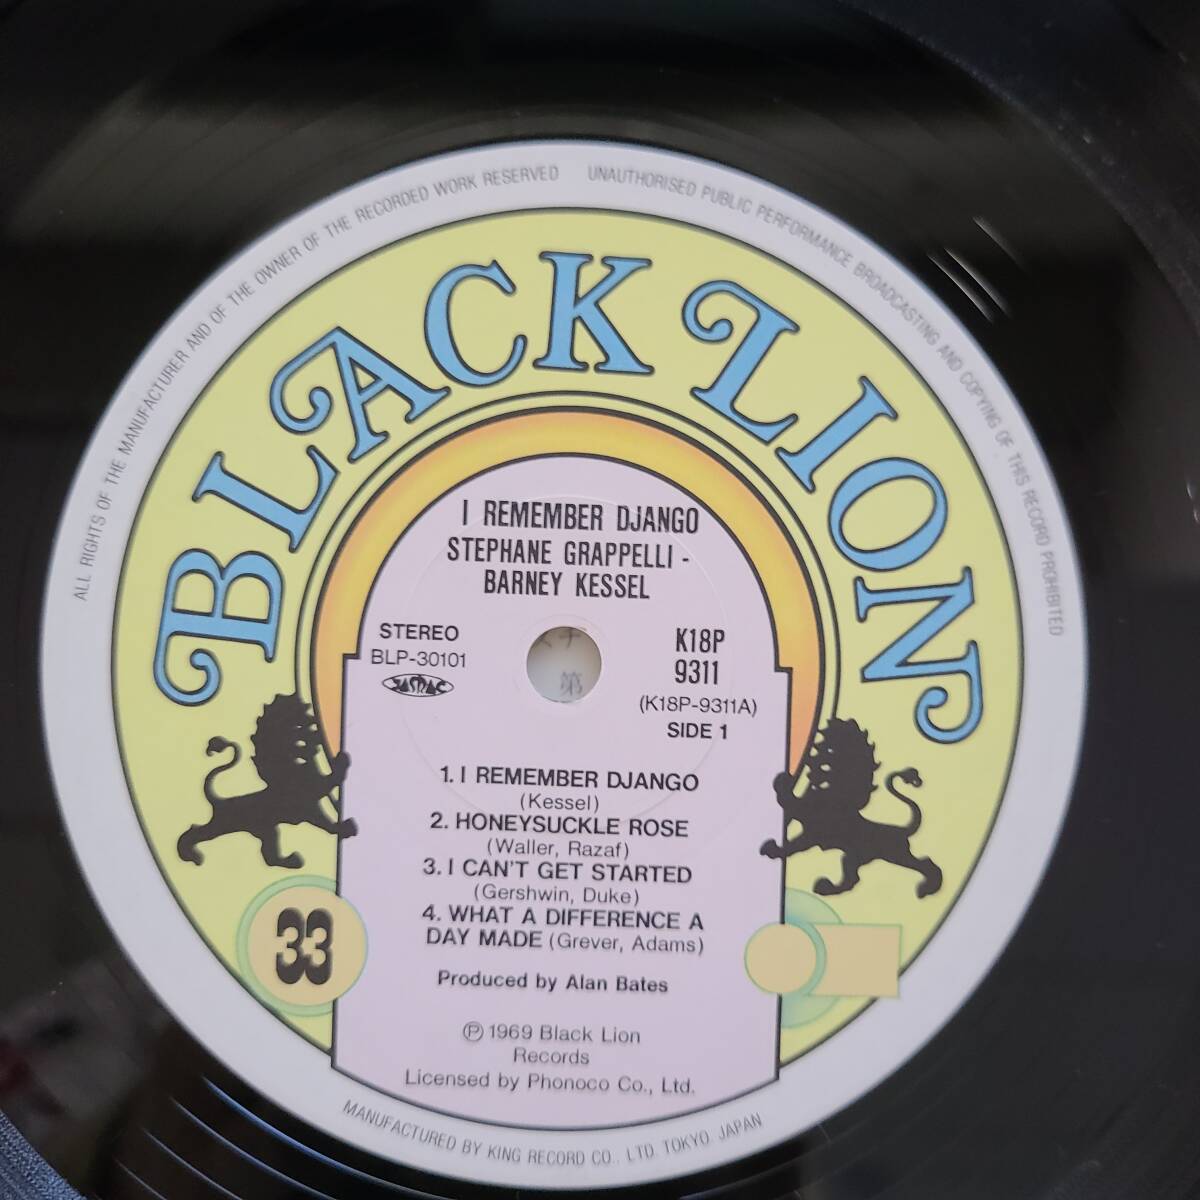 ALL RIGHTS OF THE MANUFACTURER AND OF THE OWNER OF THE RECORDED WORK RESERVED UNAUTHORISED PUBLIC PERFORMANCE BROADCASTING AND COPYING OF THIS RECORD PROHIBITED
BLACK LION
I REMEMBER DJANGO
STEPHANE GRAPPELLI -
BARNEY KESSEL
STEREO
BLP-30101
K18P
9311
(K18P-9311A)
SIDE 1
第
1. I REMEMBER DJANGO
(Kessel)
2. HONEYSUCKLE ROSE
(Waller, Razaf)
3. I CAN'T GET STARTED
(Gershwin, Duke)
4. WHAT A DIFFERENCE A
DAY MADE (Grever, Adams)
33
Produced by Alan Bates
Ⓟ 1969 Black Lion
Records
Licensed by Phonoco Co., Ltd.
MANUFACTURED BY KING RECORD CO., LTD. TOKYO JAPAN